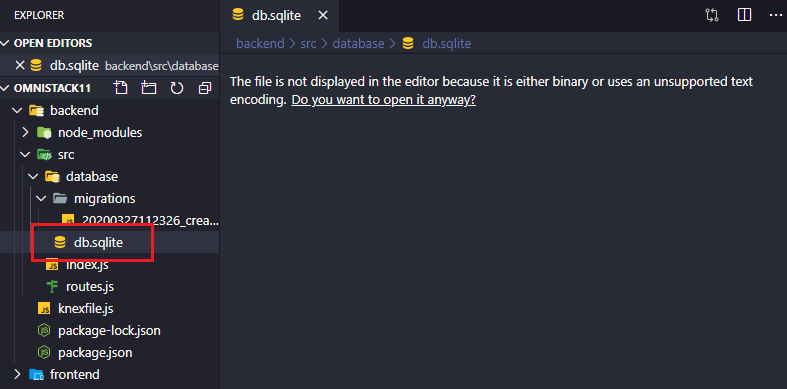 EXPLORER
OPEN EDITORS
db.sqlite backend\src\database
OMNISTACK11
backend
node_modules
src
database
migrations
20200327112326_crea...
db.sqlite
index.js
routes.js
knexfile.js
package-lock.json
package.json
frontend
db.sqlite
backend > src > database > db.sqlite
The file is not displayed in the editor because it is either binary or uses an unsupported text
encoding. Do you want to open it anyway?